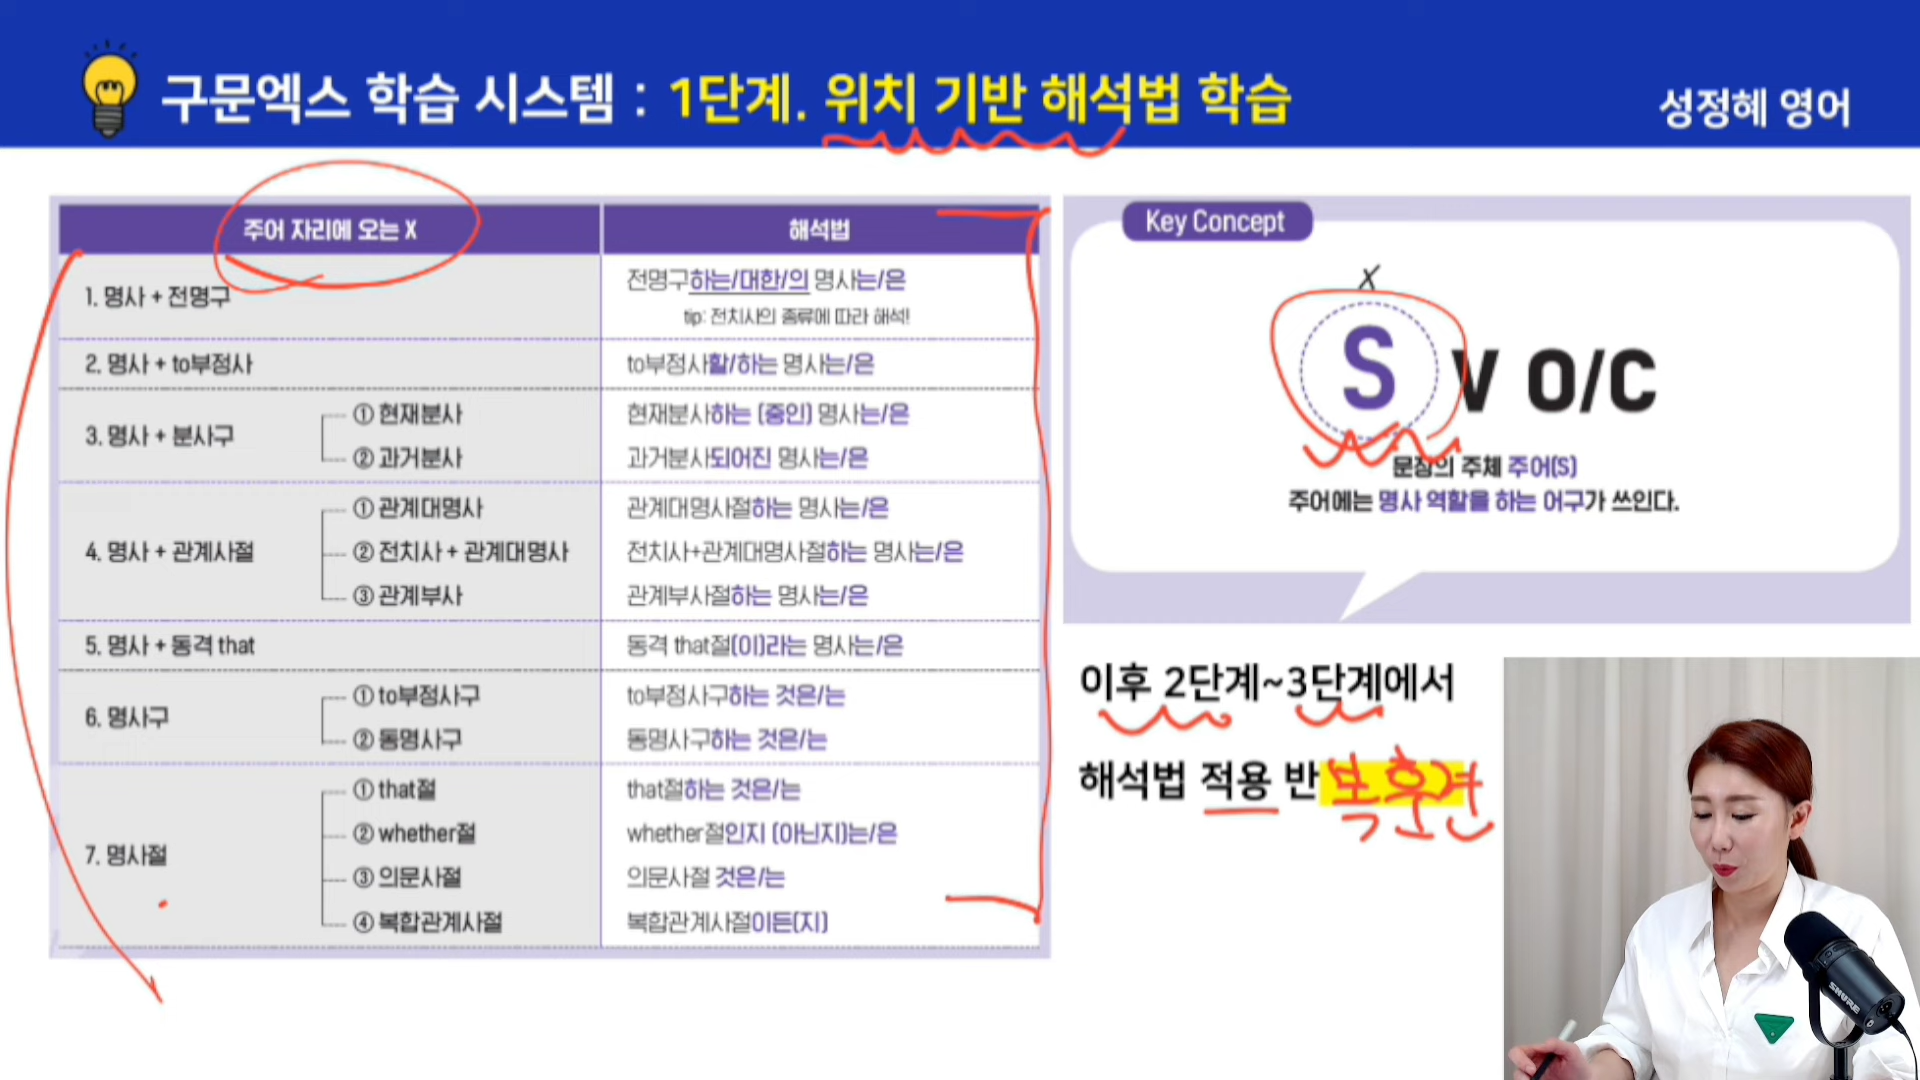 구문엑스 학습 시스템 : 1단계. 위치 기반 해석법 학습
성정혜 영어
주어 자리에 오는 X
해석법
1. 명사 + 전명구
전명구하는/대한/의 명사는/은
tip: 전치사의 종류에 따라 해석!
2. 명사 + to부정사
to부정사할/하는 명사는/은
3. 명사 + 분사구
① 현재분사
현재분사하는 (중인) 명사는/은
② 과거분사
과거분사되어진 명사는/은
4. 명사 + 관계사절
① 관계대명사
관계대명사절하는 명사는/은
② 전치사 + 관계대명사
전치사+관계대명사절하는 명사는/은
③ 관계부사
관계부사절하는 명사는/은
5. 명사 + 동격 that
동격 that절(이)라는 명사는/은
6. 명사구
① to부정사구
to부정사구하는 것은/는
② 동명사구
동명사구하는 것은/는
7. 명사절
① that절
that절하는 것은/는
② whether절
whether절인지 (아닌지)는/은
③ 의문사절
의문사절 것은/는
④ 복합관계사절
복합관계사절이든(지)
Key Concept
X
S V O/C
문장의 주체 주어(S)
주어에는 명사 역할을 하는 어구가 쓰인다.
이후 2단계~3단계에서
해석법 적용 반복훈련
SHURE